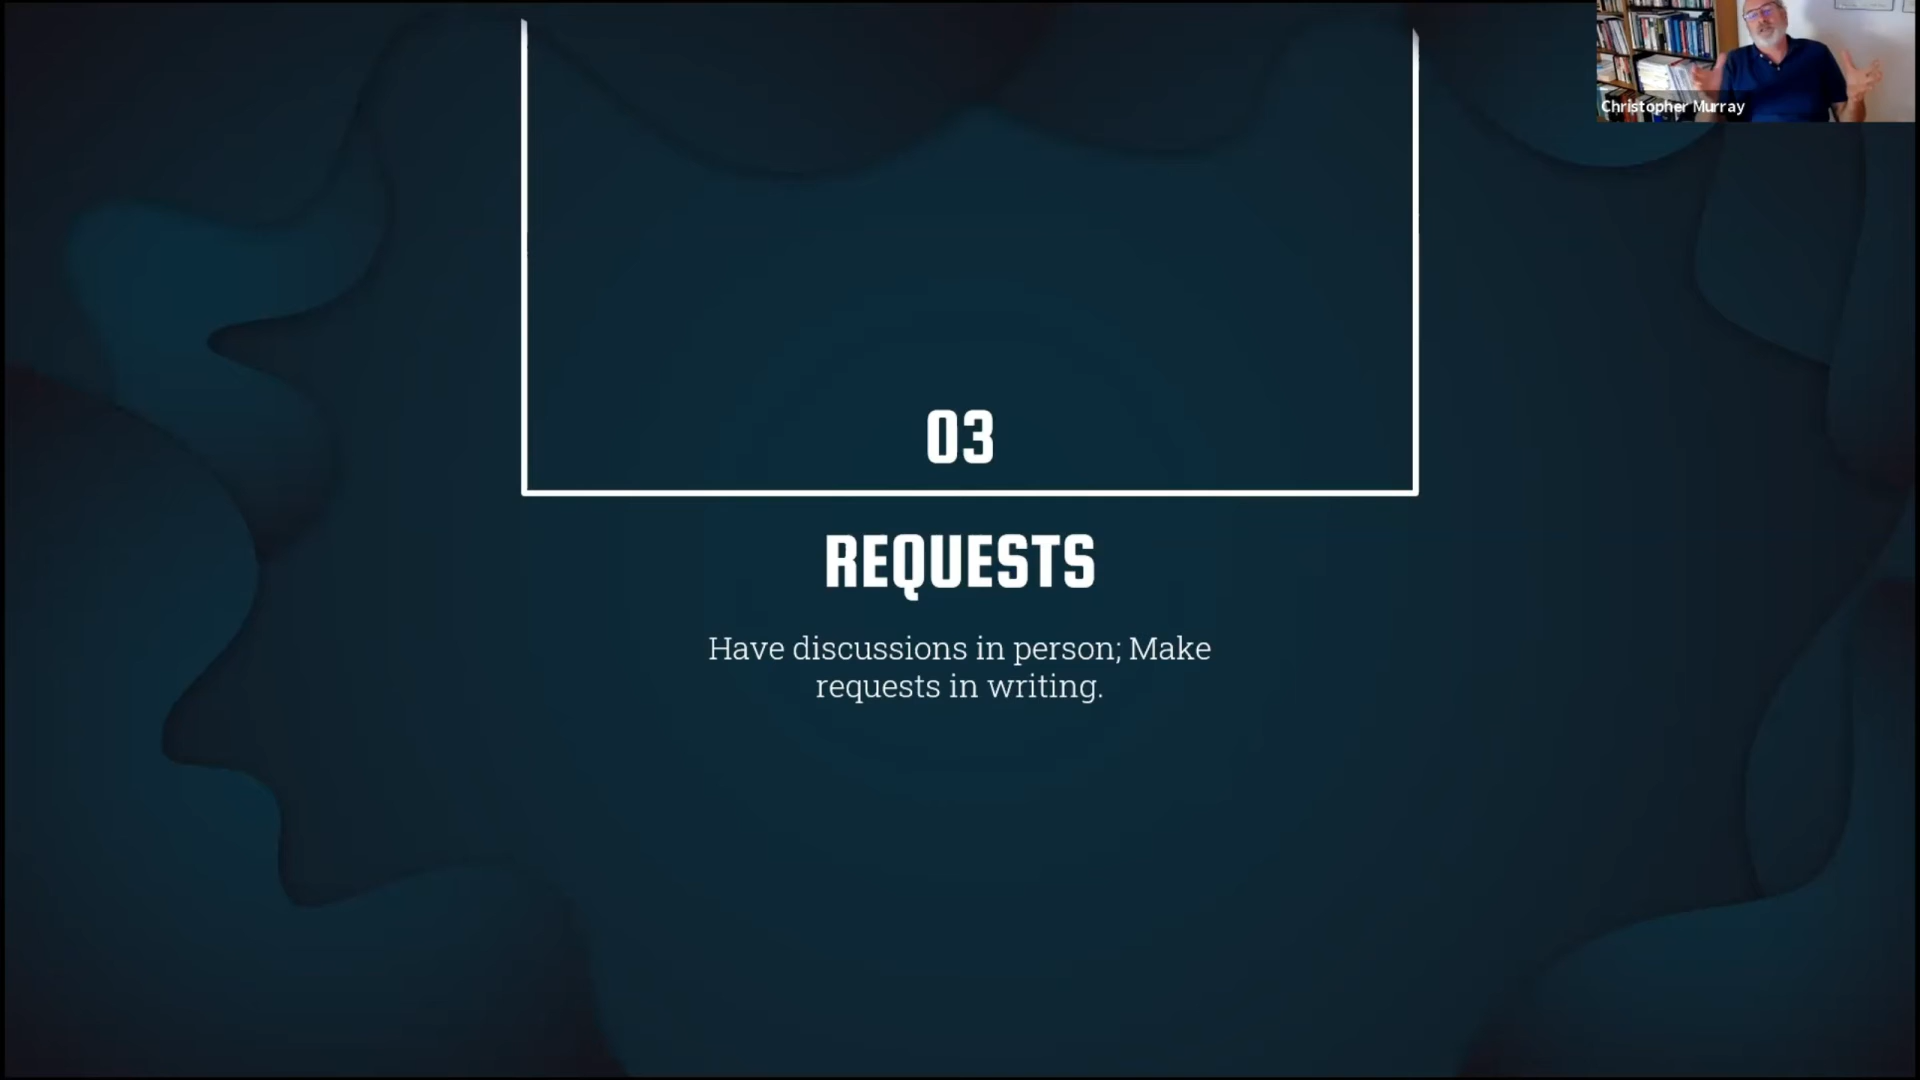 Christopher Murray
03
REQUESTS
Have discussions in person; Make
requests in writing.